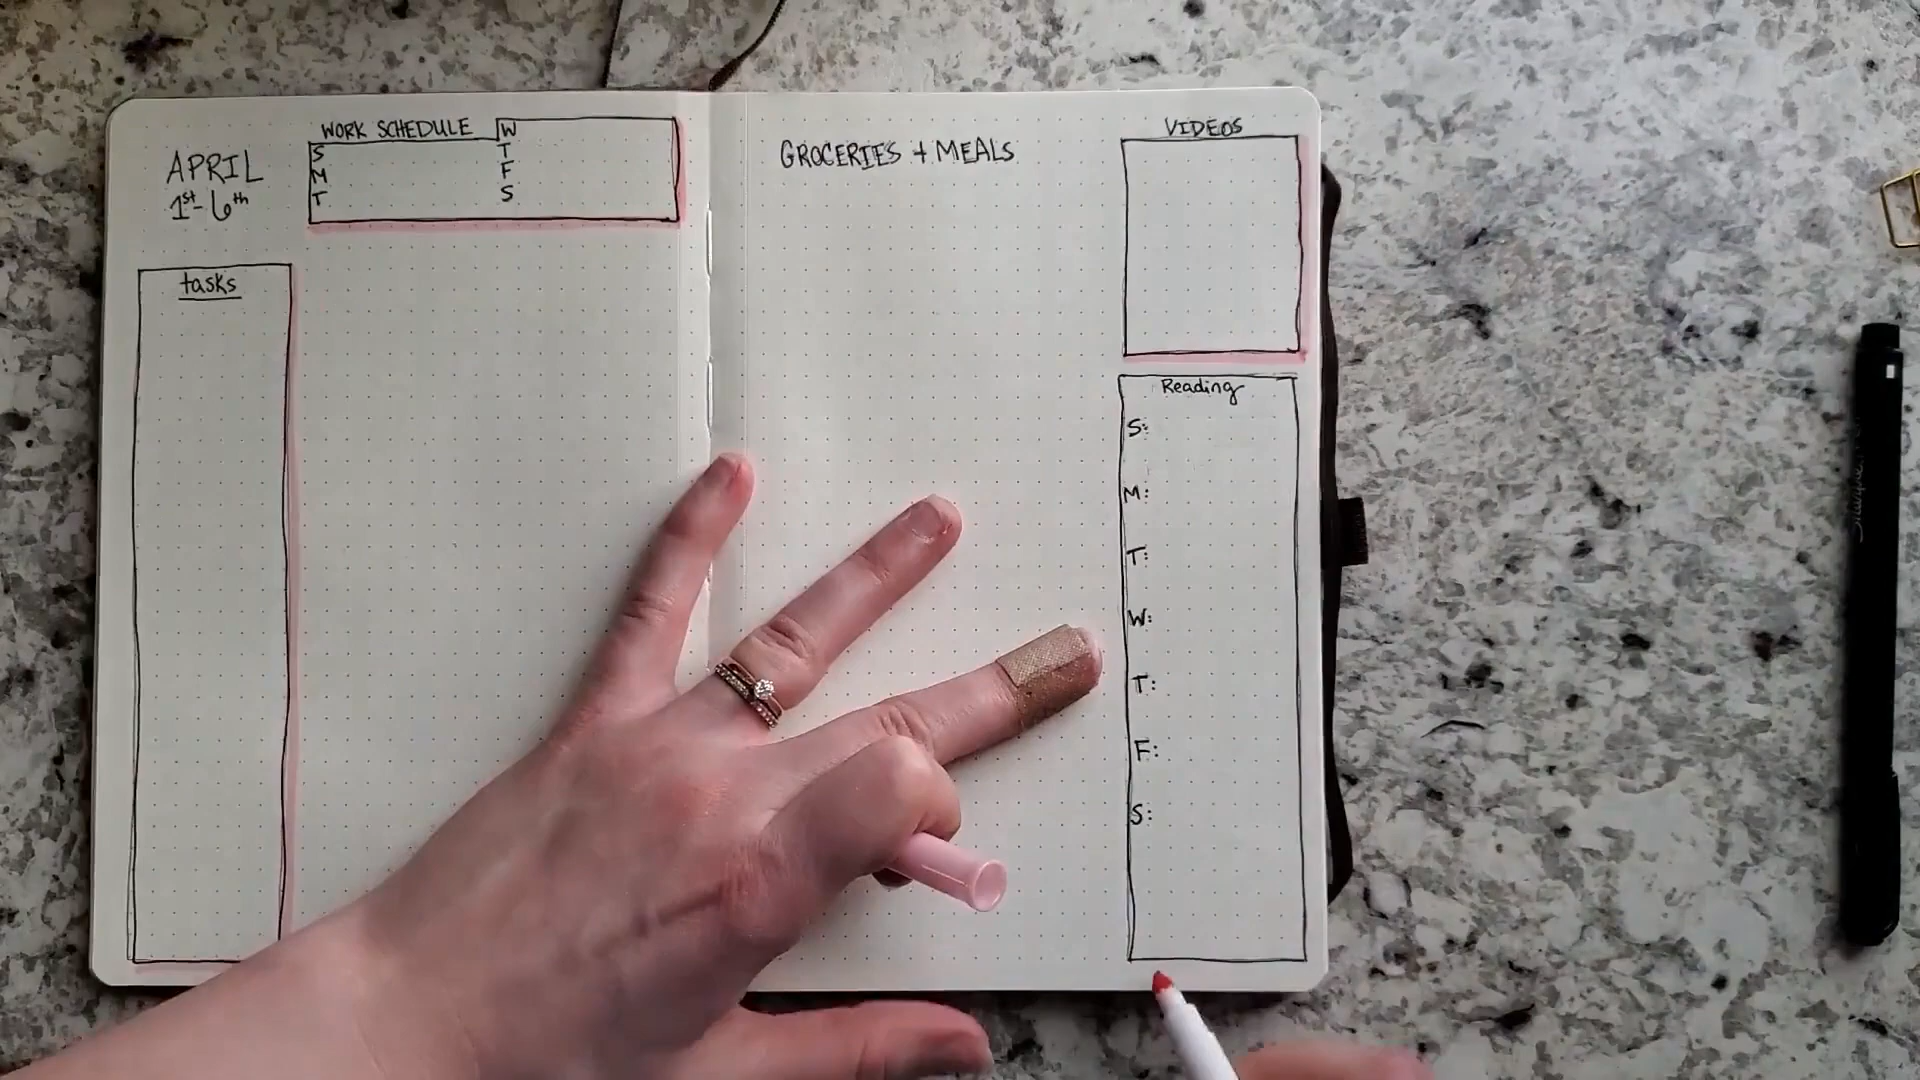 APRIL
1st-6th
WORK SCHEDULE
S
M
T
W
T
F
S
tasks
GROCERIES + MEALS
VIDEOS
Reading
S:
M:
T:
W:
T:
F:
S: